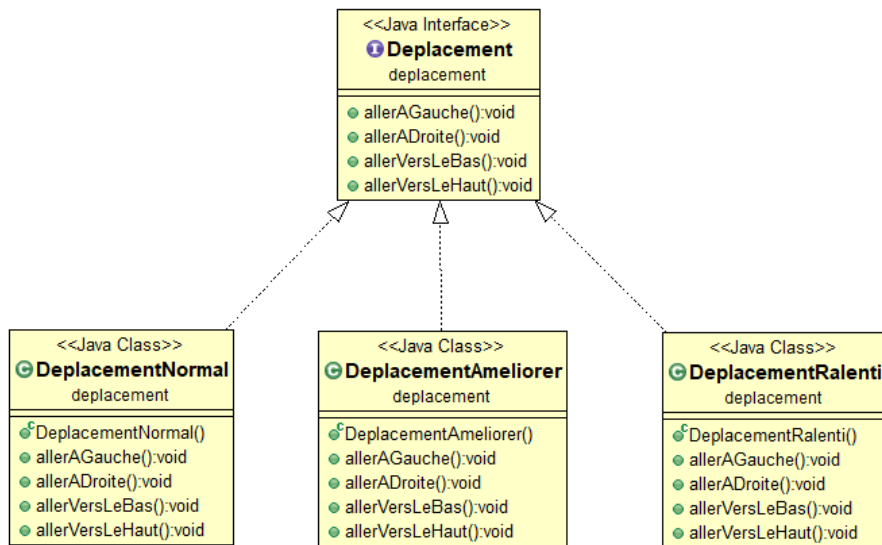 <<Java Interface>>
Deplacement
deplacement
allerAGauche():void
allerADroite():void
allerVersLeBas():void
allerVersLeHaut():void
<<Java Class>>
DeplacementNormal
deplacement
DeplacementNormal()
allerAGauche():void
allerADroite():void
allerVersLeBas():void
allerVersLeHaut():void
<<Java Class>>
DeplacementAmeliorer
deplacement
DeplacementAmeliorer()
allerAGauche():void
allerADroite():void
allerVersLeBas():void
allerVersLeHaut():void
<<Java Class>>
DeplacementRalenti
deplacement
DeplacementRalenti()
allerAGauche():void
allerADroite():void
allerVersLeBas():void
allerVersLeHaut():void